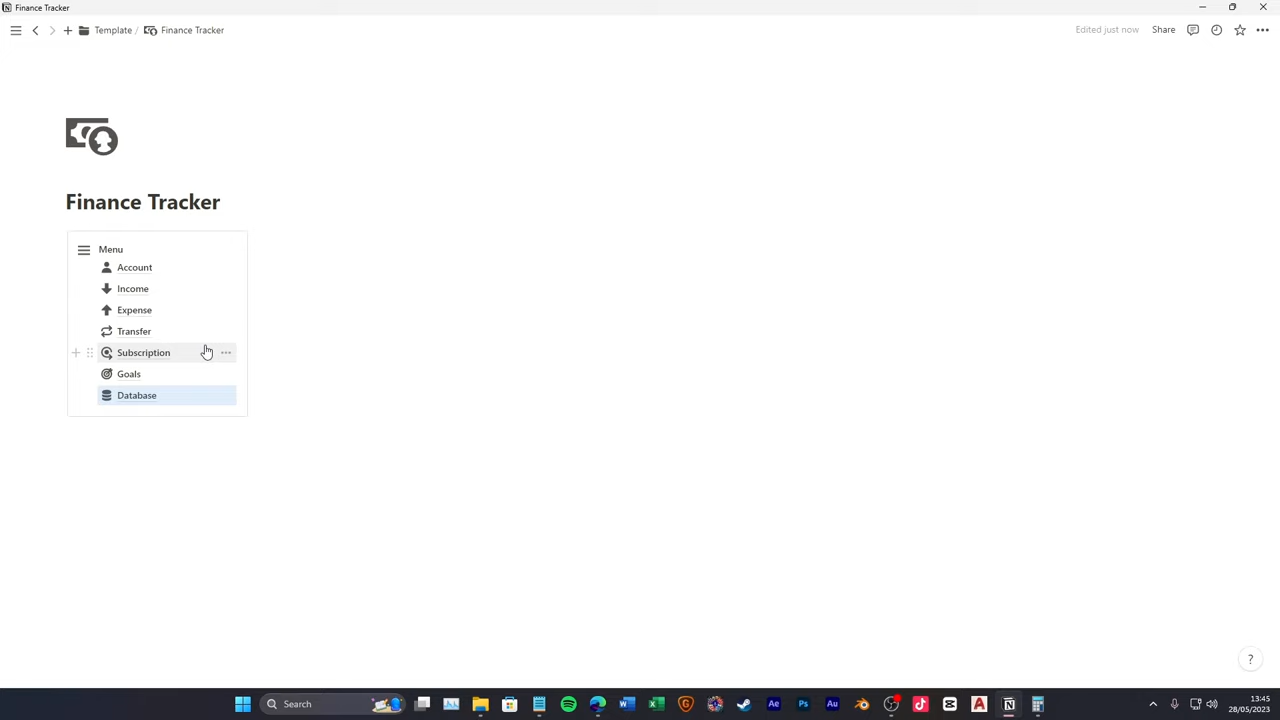 Finance Tracker
Template / Finance Tracker
Edited just now Share
Finance Tracker
Menu
Account
Income
Expense
Transfer
Subscription
Goals
Database
?
Search
13:45
28/05/2023